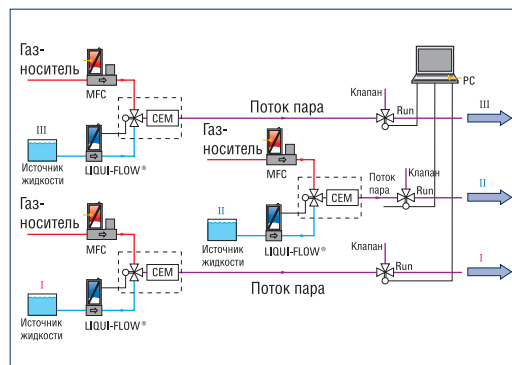 Газ-
носитель
MFC
III
CEM
Источник
жидкости
LIQUI-FLOW®
Поток пара
Клапан
Run
PC
III
Газ-
носитель
MFC
II
CEM
Источник
жидкости
LIQUI-FLOW®
Поток
пара
Клапан
Run
II
Газ-
носитель
MFC
I
CEM
Источник
жидкости
LIQUI-FLOW®
Поток пара
Клапан
Run
I